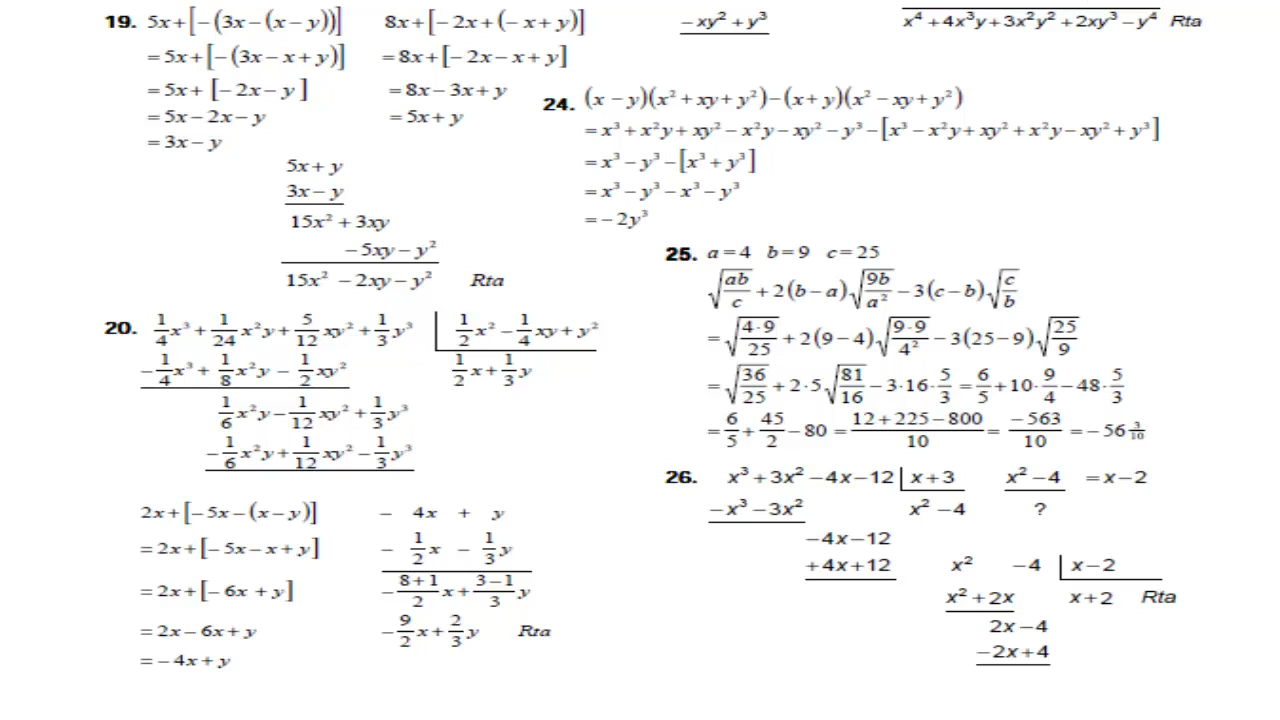 19. 5x+[-(3x-(x-y))]
=5x+[-(3x-x+y)]
=5x+[-2x-y]
=5x-2x-y
=3x-y
8x+[-2x+(-x+y)]
=8x+[-2x-x+y]
=8x-3x+y
=5x+y
5x+y
3x-y
15x²+3xy
-5xy-y²
15x²-2xy-y² Rta
20. 1/4x³+1/24x²y+5/12xy²+1/3y³ | 1/2x²-1/4xy+y²
-1/4x³+1/8x²y-1/2xy² 1/2x+1/3y
1/6x²y-1/12xy²+1/3y³
-1/6x²y+1/12xy²-1/3y³
2x+[-5x-(x-y)]
=2x+[-5x-x+y]
=2x+[-6x+y]
=2x-6x+y
=-4x+y
- 4x + y
- 1/2x - 1/3y
-8+1/2x+3-1/3y
-9/2x+2/3y Rta
-xy²+y³
x⁴+4x³y+3x²y²+2xy³-y⁴ Rta
24. (x-y)(x²+xy+y²)-(x+y)(x²-xy+y²)
=x³+x²y+xy²-x²y-xy²-y³-[x³-x²y+xy²+x²y-xy²+y³]
=x³-y³-[x³+y³]
=x³-y³-x³-y³
=-2y³
25. a=4 b=9 c=25
√(ab/c)+2(b-a)√(9b/a²)-3(c-b)√(c/b)
=√(4·9/25)+2(9-4)√(9·9/4²)-3(25-9)√(25/9)
=√(36/25)+2·5√(81/16)-3·16·5/3=6/5+10·9/4-48·5/3
=6/5+45/2-80=12+225-800/10=-563/10=-56 3/10
26. x³+3x²-4x-12 | x+3 x²-4 =x-2
-x³-3x² x²-4 ?
-4x-12
+4x+12
x² -4 | x-2
x²+2x x+2 Rta
2x-4
-2x+4